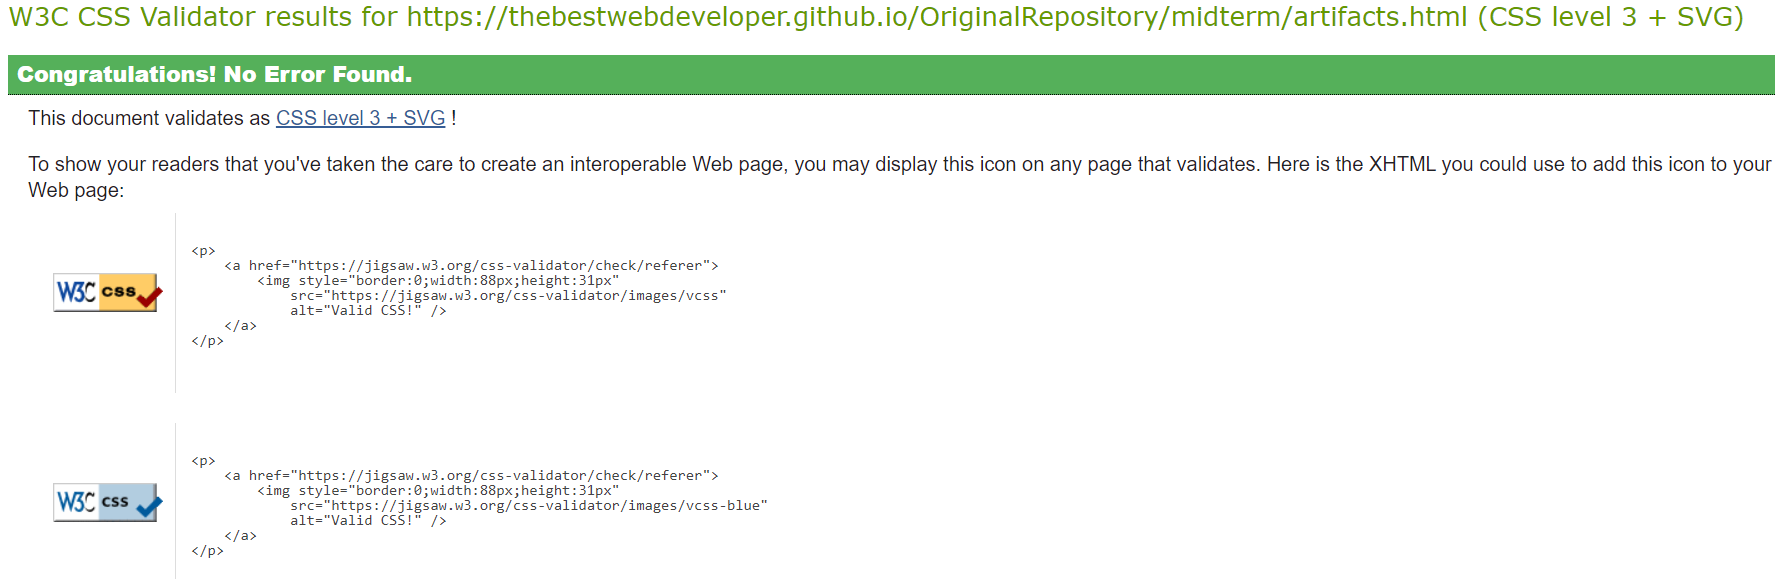 W3C CSS Validator results for https://thebestwebdeveloper.github.io/OriginalRepository/midterm/artifacts.html (CSS level 3 + SVG)
Congratulations! No Error Found.
This document validates as CSS level 3 + SVG !
To show your readers that you've taken the care to create an interoperable Web page, you may display this icon on any page that validates. Here is the XHTML you could use to add this icon to your
Web page:
W3C css
<p>
    <a href="https://jigsaw.w3.org/css-validator/check/referer">
        <img style="border:0;width:88px;height:31px"
            src="https://jigsaw.w3.org/css-validator/images/vcss"
            alt="Valid CSS!" />
    </a>
</p>
W3C css
<p>
    <a href="https://jigsaw.w3.org/css-validator/check/referer">
        <img style="border:0;width:88px;height:31px"
            src="https://jigsaw.w3.org/css-validator/images/vcss-blue"
            alt="Valid CSS!" />
    </a>
</p>